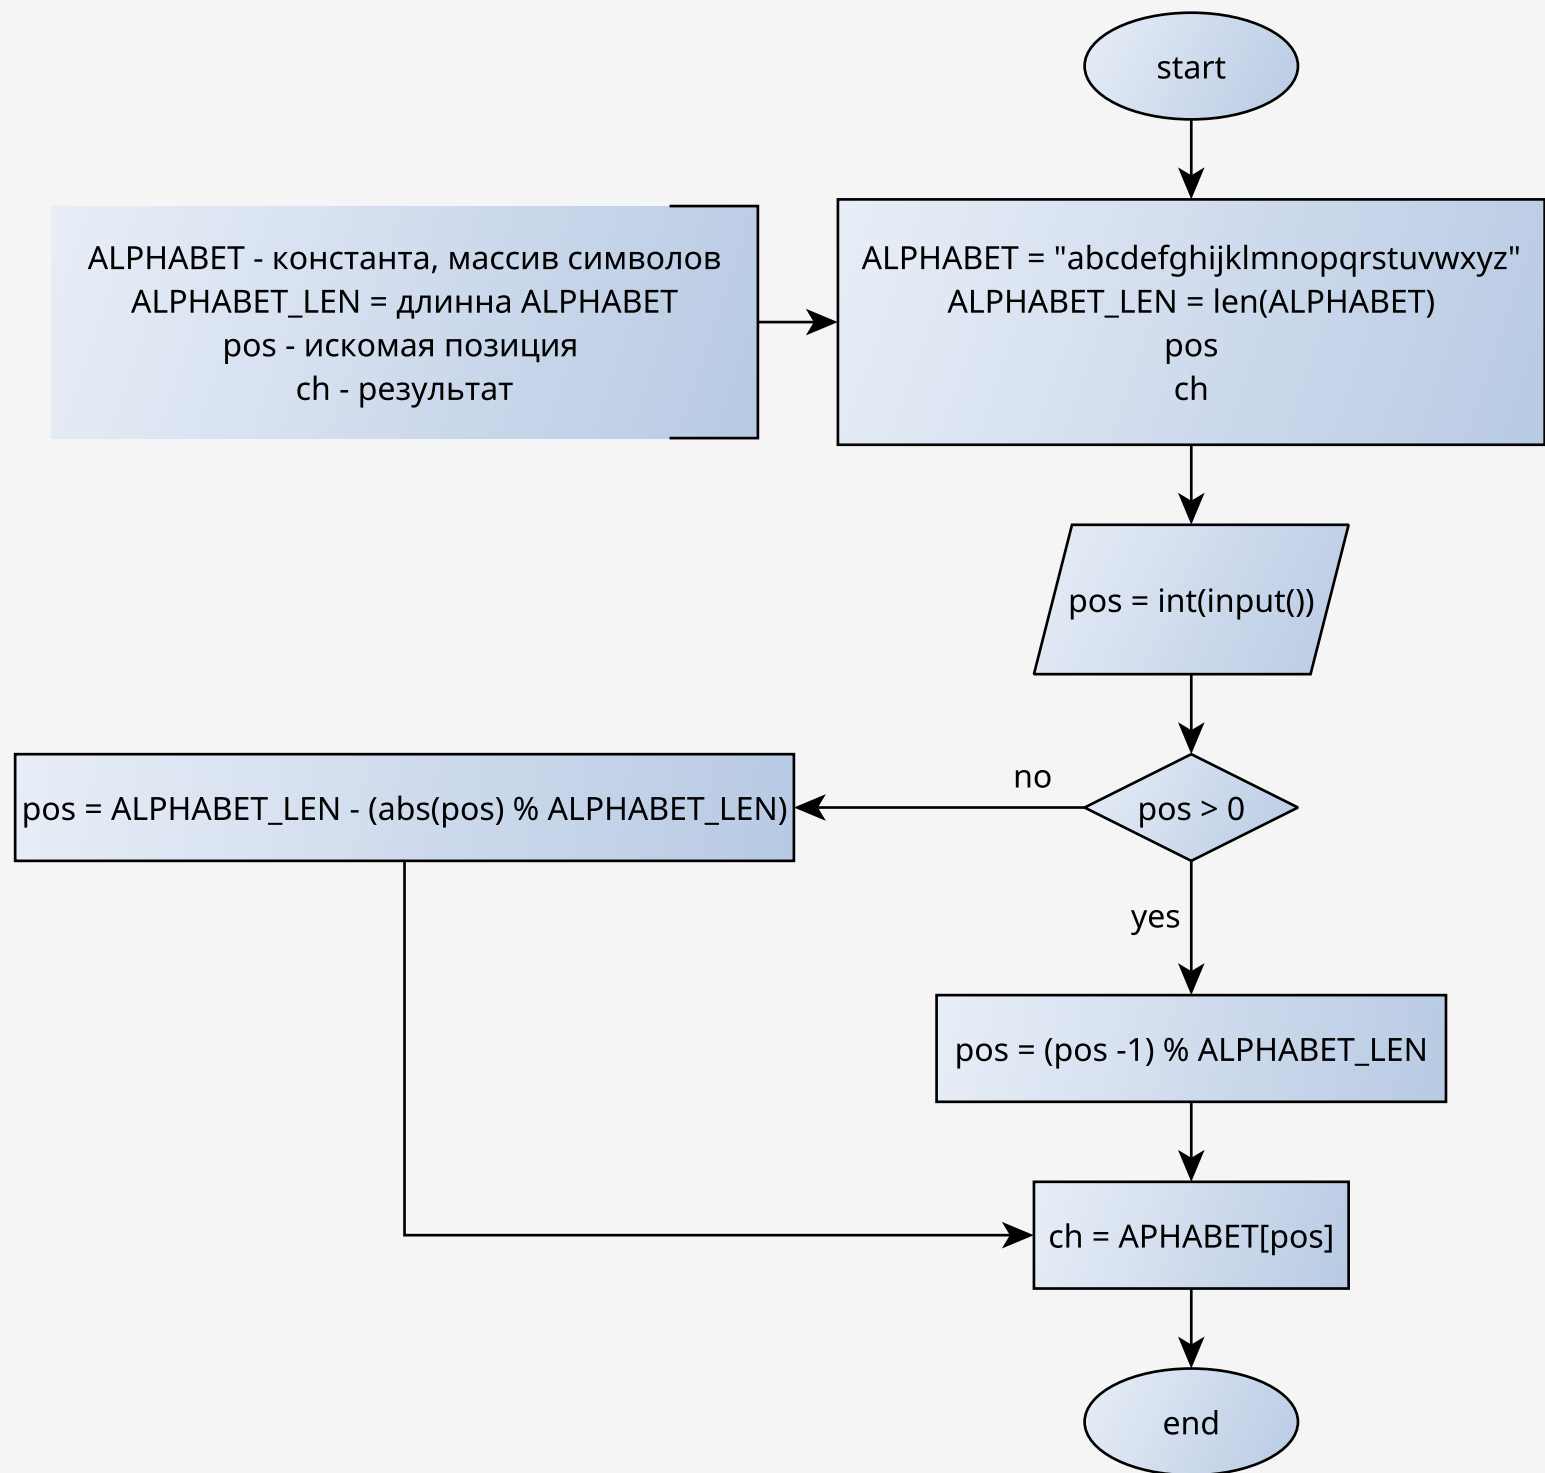 start
ALPHABET - константа, массив символов
ALPHABET_LEN = длинна ALPHABET
pos - искомая позиция
ch - результат
ALPHABET = "abcdefghijklmnopqrstuvwxyz"
ALPHABET_LEN = len(ALPHABET)
pos
ch
pos = int(input())
pos > 0
no
pos = ALPHABET_LEN - (abs(pos) % ALPHABET_LEN)
yes
pos = (pos -1) % ALPHABET_LEN
ch = APHABET[pos]
end